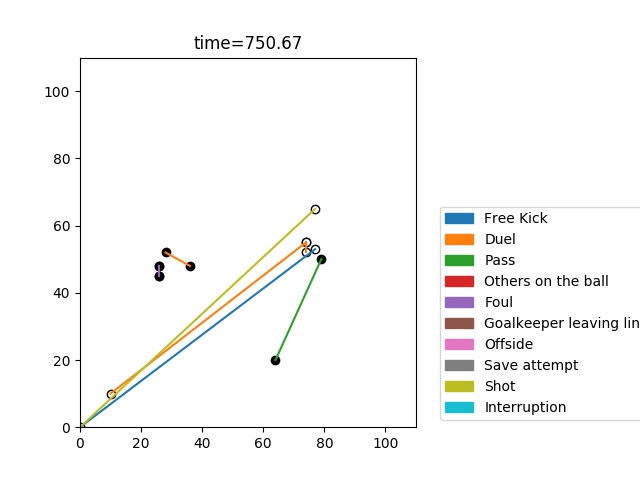 time=750.67
100
80
60
40
20
0
0 20 40 60 80 100
Free Kick
Duel
Pass
Others on the ball
Foul
Goalkeeper leaving lin
Offside
Save attempt
Shot
Interruption